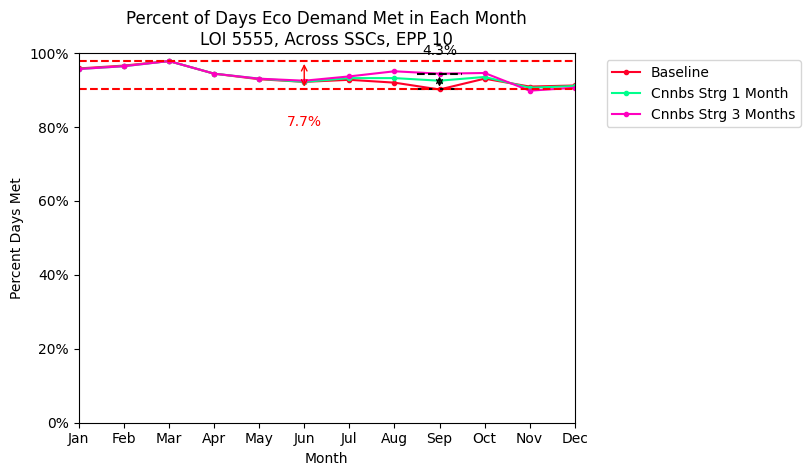 Percent of Days Eco Demand Met in Each Month
LOI 5555, Across SSCs, EPP 10
4.3%
100%
80%
60%
40%
20%
0%
Percent Days Met
7.7%
Jan Feb Mar Apr May Jun Jul Aug Sep Oct Nov Dec
Month
Baseline
Cnnbs Strg 1 Month
Cnnbs Strg 3 Months